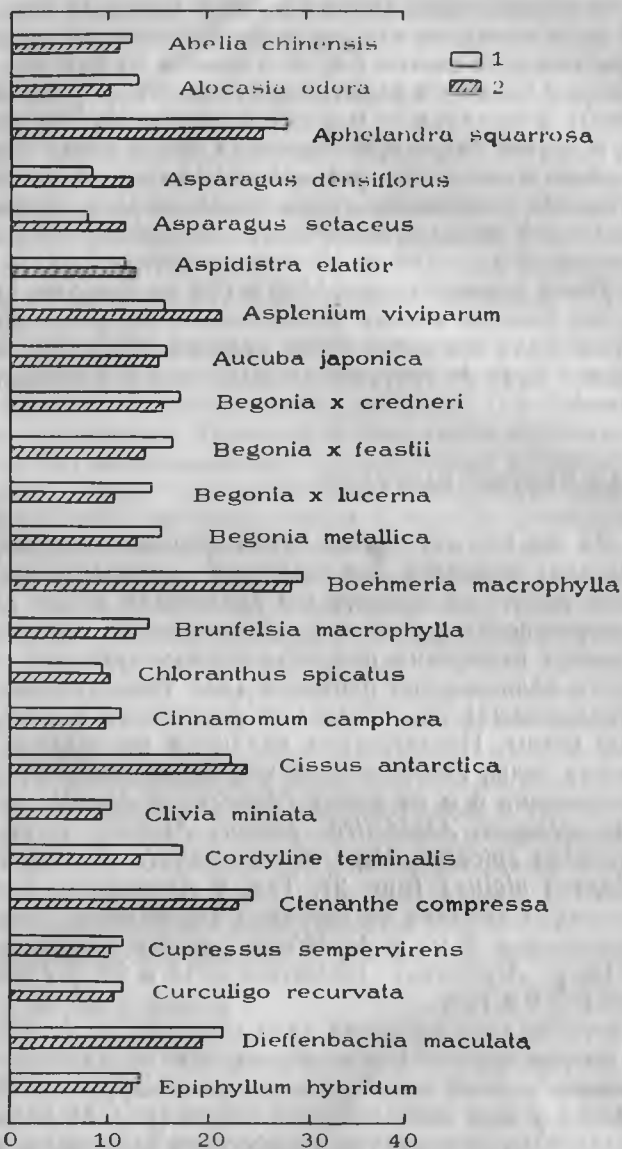 Abelia chinensis
1
Alocasia odora
2
Aphelandra squarrosa
Asparagus densiflorus
Asparagus setaceus
Aspidistra elatior
Asplenium viviparum
Aucuba japonica
Begonia x credneri
Begonia x feastii
Begonia x lucerna
Begonia metallica
Boehmeria macrophylla
Brunfelsia macrophylla
Chloranthus spicatus
Cinnamomum camphora
Cissus antarctica
Clivia miniata
Cordyline terminalis
Ctenanthe compressa
Cupressus sempervirens
Curculigo recurvata
Dieffenbachia maculata
Epiphyllum hybridum
0 10 20 30 40